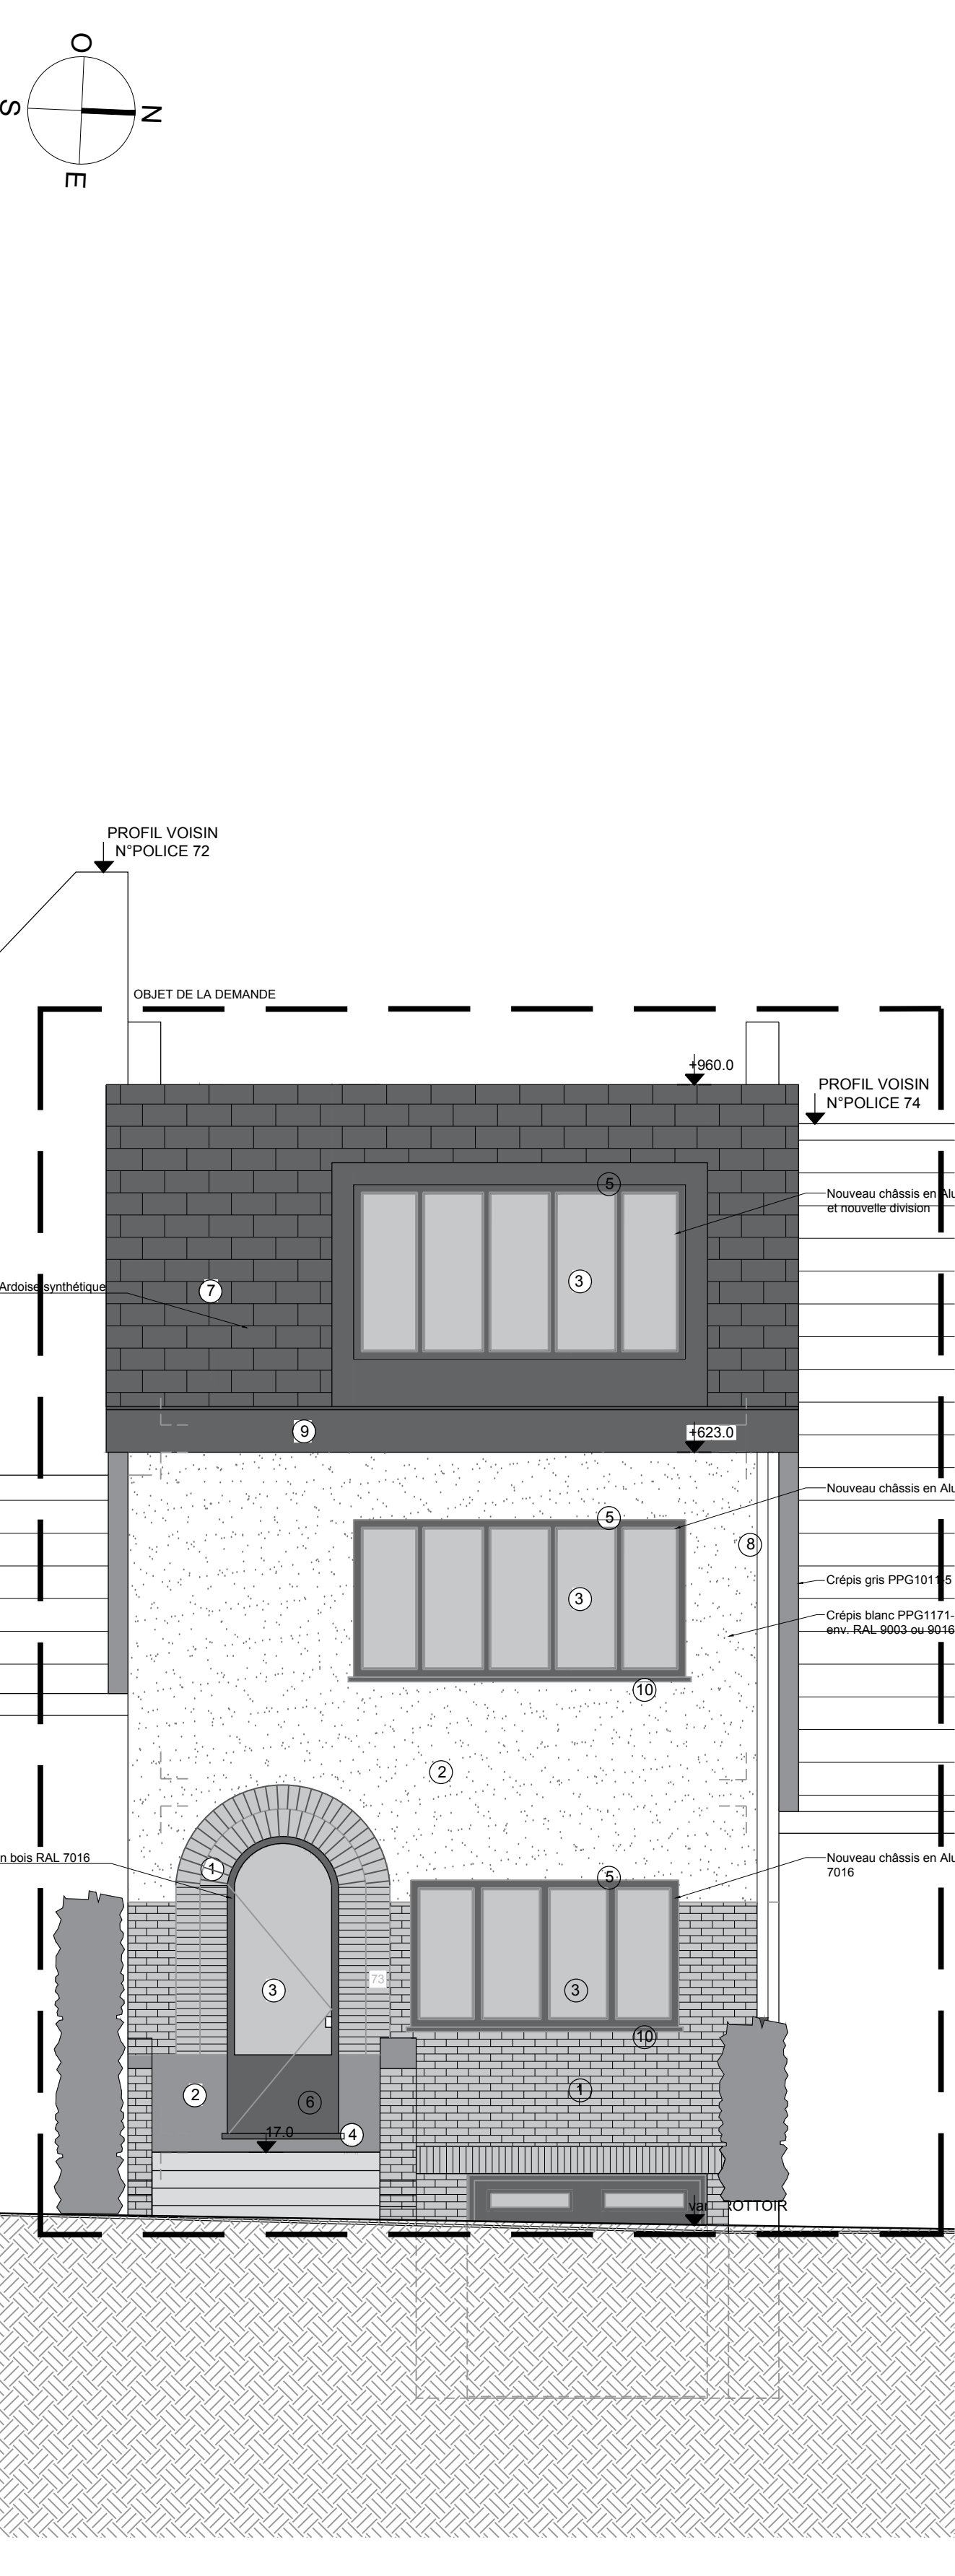 O
N
S
E
PROFIL VOISIN
N°POLICE 72
OBJET DE LA DEMANDE
+960.0
PROFIL VOISIN
N°POLICE 74
5
Nouveau châssis en Alu
et nouvelle division
3
Ardoise synthétique
7
9
+623.0
Nouveau châssis en Alu
5
8
Crépis gris PPG1011-5
3
Crépis blanc PPG1171-
env. RAL 9003 ou 9016
10
2
n bois RAL 7016
1
5
Nouveau châssis en Alu
7016
73
3
3
10
1
2
6
4
-17.0
var TROTTOIR